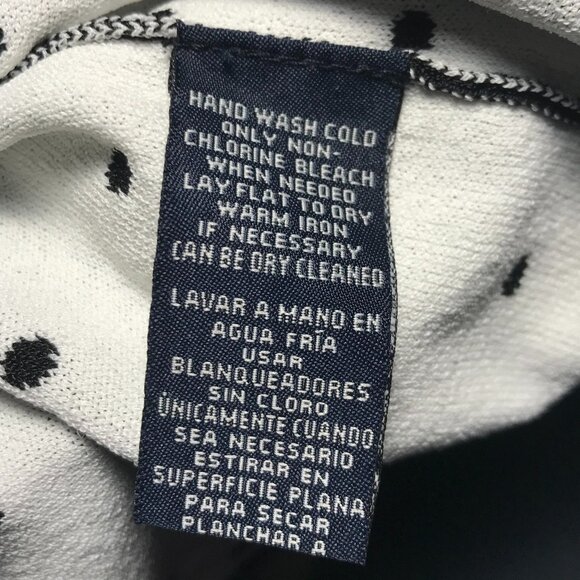 HAND WASH COLD
ONLY NON-
CHLORINE BLEACH
WHEN NEEDED
LAY FLAT TO DRY
WARM IRON
IF NECESSARY
CAN BE DRY CLEANED
LAVAR A MANO EN
AGUA FRÍA
USAR
BLANQUEADORES
SIN CLORO
ÚNICAMENTE CUANDO
SEA NECESARIO
ESTIRAR EN
SUPERFICIE PLANA
PARA SECAR
PLANCHAR A